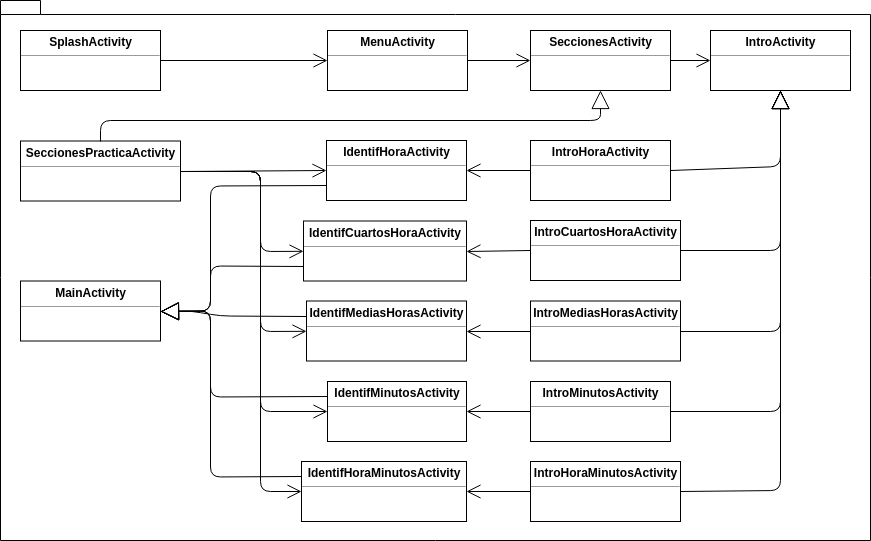 SplashActivity
MenuActivity
SeccionesActivity
IntroActivity
SeccionesPracticaActivity
IdentifHoraActivity
IntroHoraActivity
IdentifCuartosHoraActivity
IntroCuartosHoraActivity
MainActivity
IdentifMediasHorasActivity
IntroMediasHorasActivity
IdentifMinutosActivity
IntroMinutosActivity
IdentifHoraMinutosActivity
IntroHoraMinutosActivity